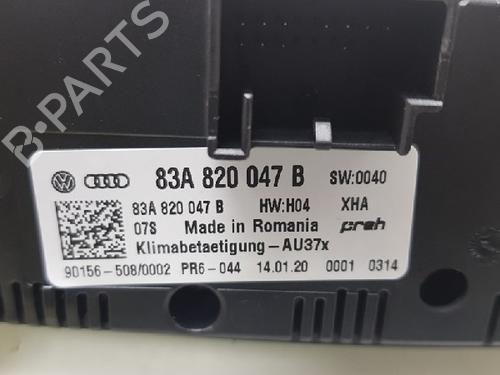 B-PARTS
83A 820 047 B SW:0040
83A 820 047 B HW:H04 XHA
07S Made in Romania preh
Klimabetaetigung-AU37x
90156-508/0002 PR6-044 14.01.20 0001 0314